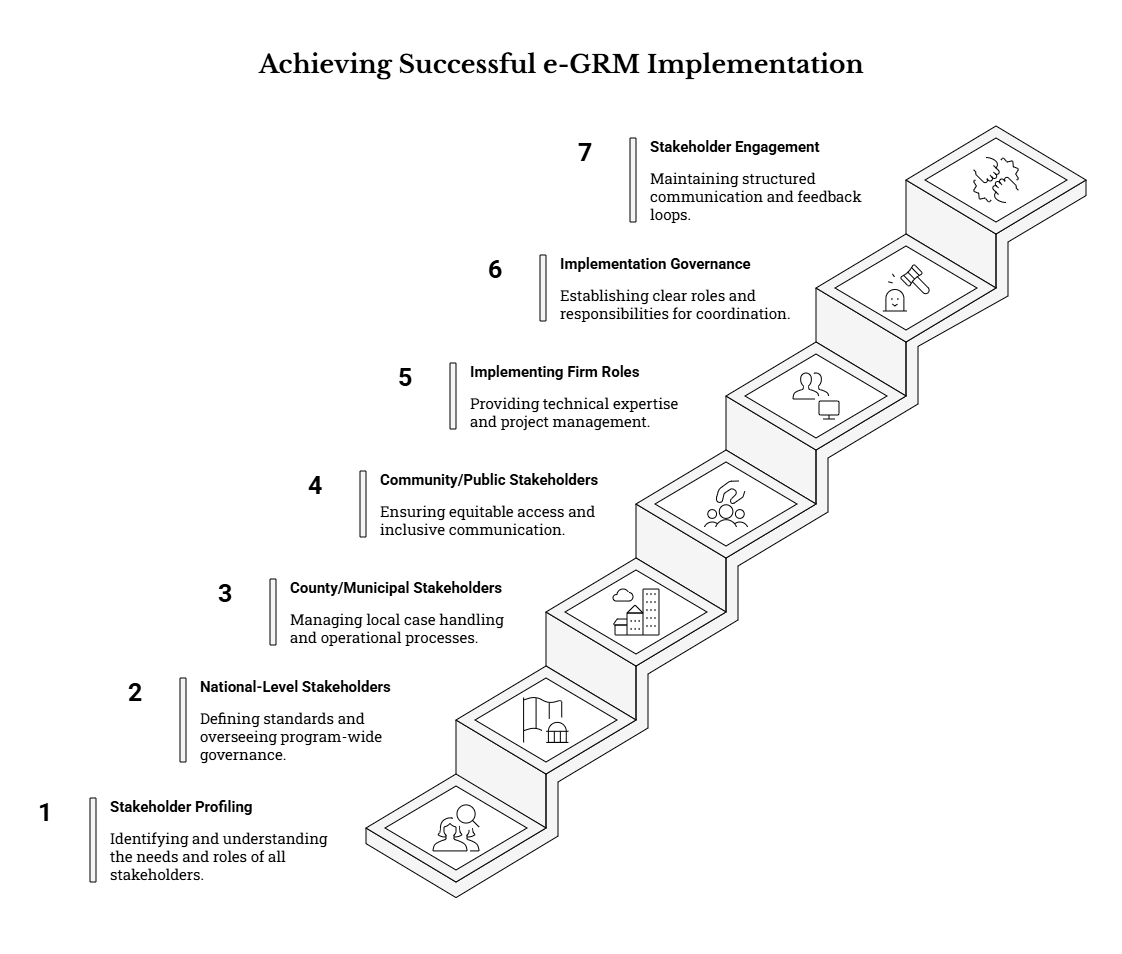 Achieving Successful e-GRM Implementation
7
Stakeholder Engagement
Maintaining structured
communication and feedback
loops.
6
Implementation Governance
Establishing clear roles and
responsibilities for coordination.
5
Implementing Firm Roles
Providing technical expertise
and project management.
4
Community/Public Stakeholders
Ensuring equitable access and
inclusive communication.
3
County/Municipal Stakeholders
Managing local case handling
and operational processes.
2
National-Level Stakeholders
Defining standards and
overseeing program-wide
governance.
1
Stakeholder Profiling
Identifying and understanding
the needs and roles of all
stakeholders.